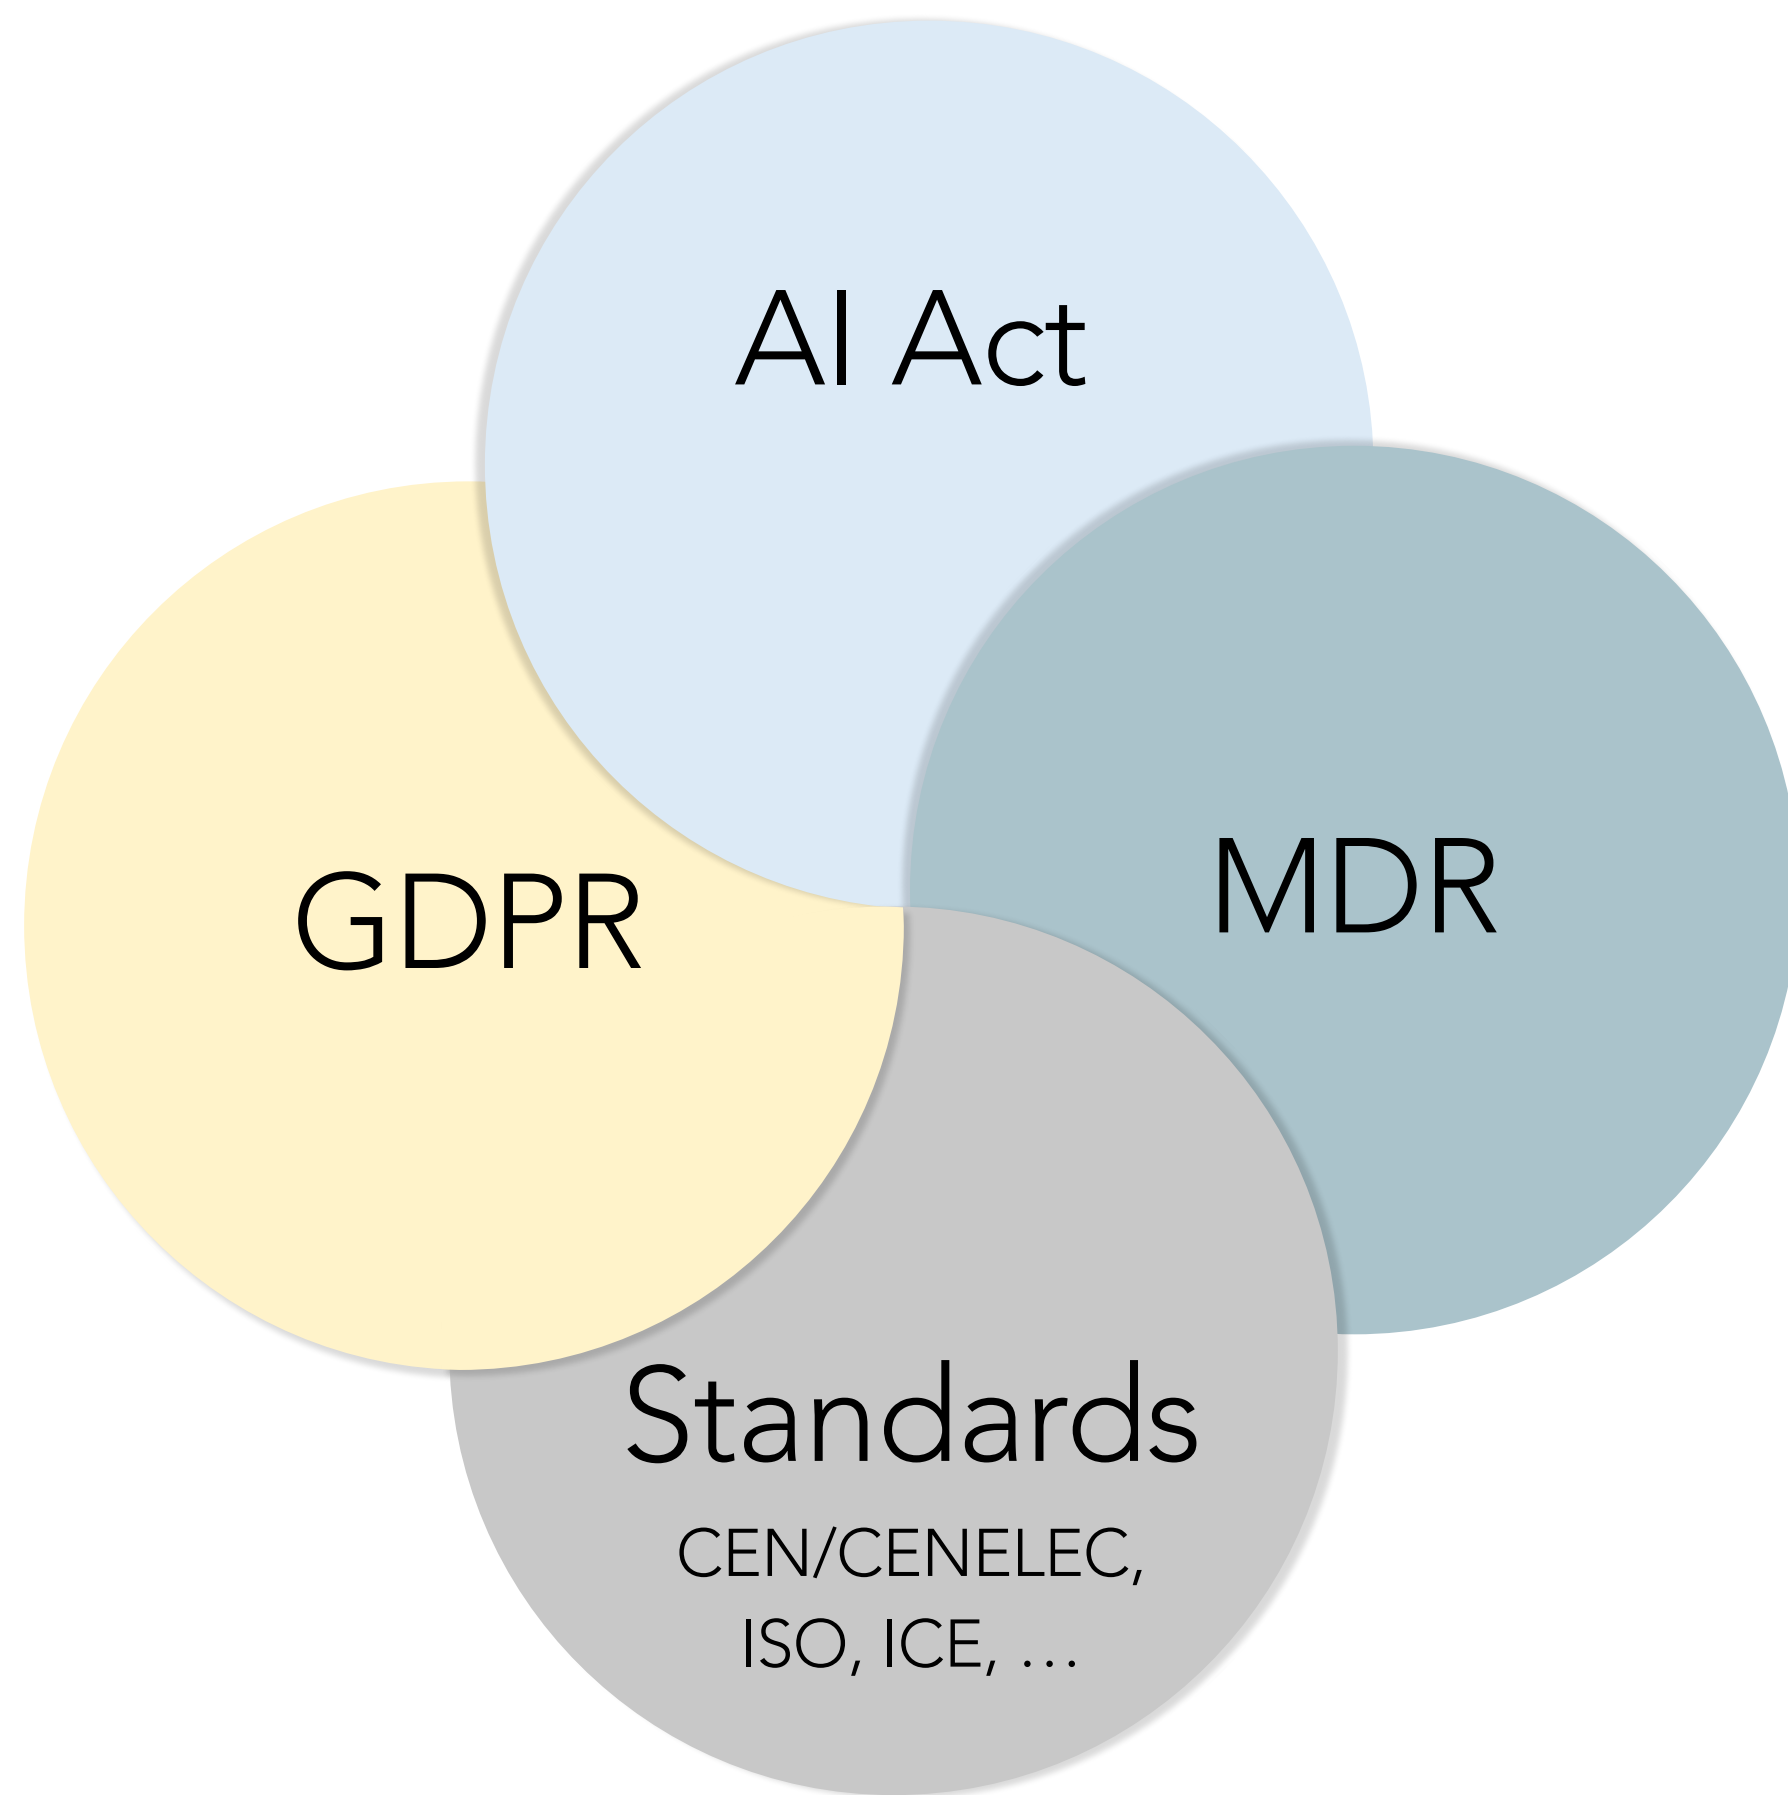 AI Act
MDR
GDPR
Standards
CEN/CENELEC,
ISO, ICE, …